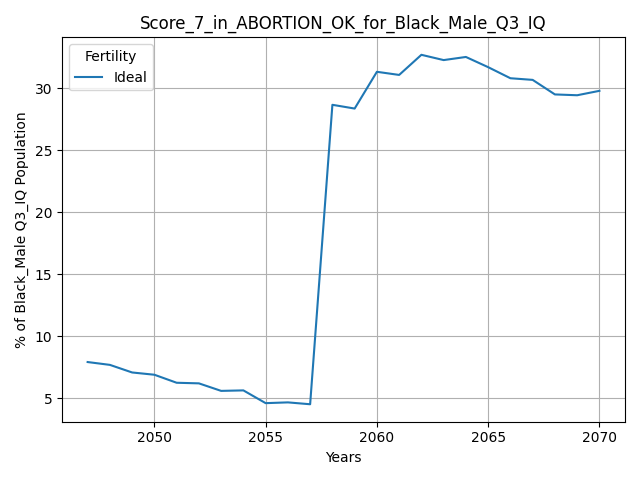 Score_7_in_ABORTION_OK_for_Black_Male_Q3_IQ
Fertility
Ideal
% of Black_Male Q3_IQ Population
30
25
20
15
10
5
2050
2055
2060
2065
2070
Years